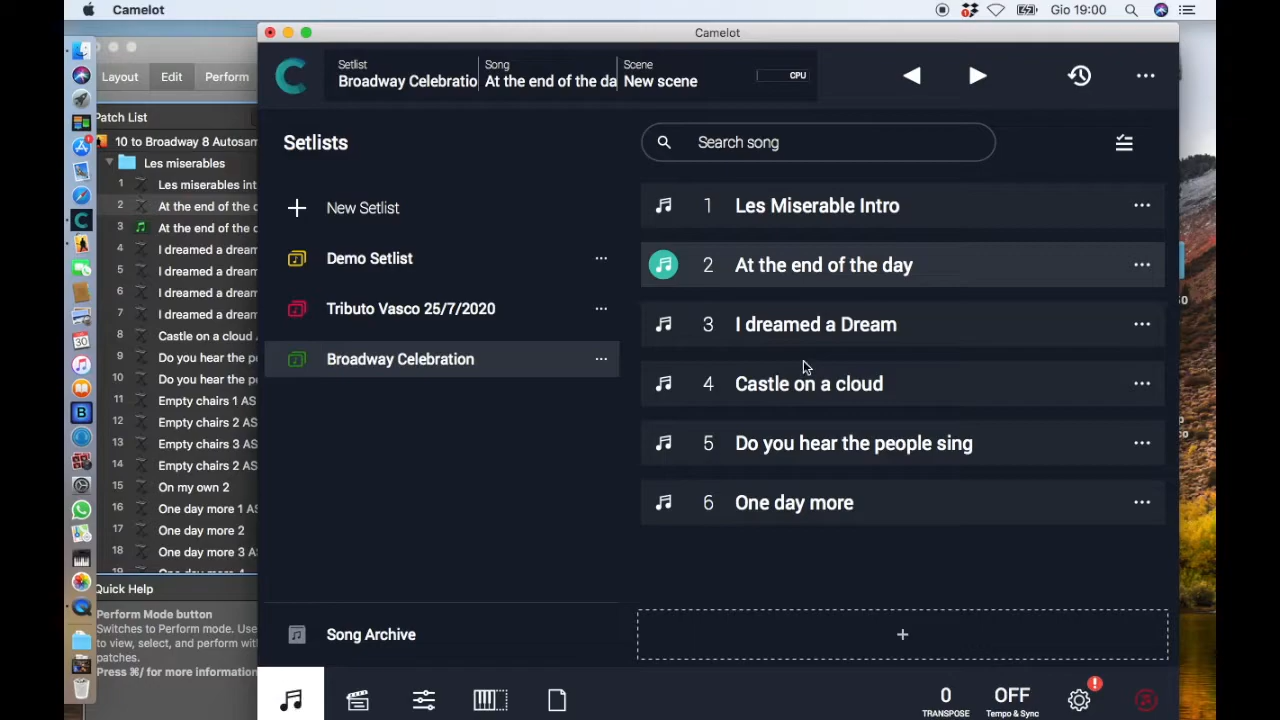 Camelot
Gio 19:00
Camelot
Layout
Edit
Perform
Setlist
Broadway Celebratio
Song
At the end of the da
Scene
New scene
CPU
Patch List
10 to Broadway 8 Autosam
Les miserables
1 Les miserables int
2 At the end of the
3 At the end of the
4 I dreamed a dream
5 I dreamed a dream
6 I dreamed a dream
7 I dreamed a dream
8 Castle on a cloud
9 Do you hear the pe
10 Do you hear the pe
11 Empty chairs 1 AS
12 Empty chairs 2 AS
13 Empty chairs 3 AS
14 Empty chairs 2 AS
15 On my own 2
16 One day more 1 AS
17 One day more 2
18 One day more 3 A
Quick Help
Perform Mode button
Switches to Perform mode. Use
to view, select, and perform with
patches.
Press ⌘/ for more information
Setlists
New Setlist
Demo Setlist
Tributo Vasco 25/7/2020
Broadway Celebration
Song Archive
Search song
1 Les Miserable Intro
2 At the end of the day
3 I dreamed a Dream
4 Castle on a cloud
5 Do you hear the people sing
6 One day more
+
0
TRANSPOSE
OFF
Tempo & Sync